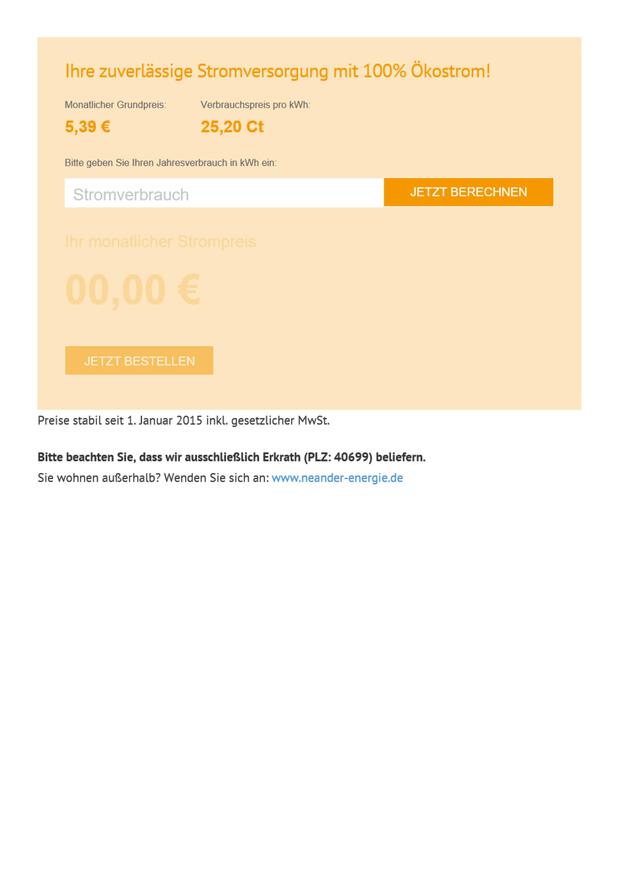 Ihre zuverlässige Stromversorgung mit 100% Ökostrom!
Monatlicher Grundpreis: Verbrauchspreis pro kWh:
5,39 € 25,20 Ct
Bitte geben Sie Ihren Jahresverbrauch in kWh ein:
Stromverbrauch JETZT BERECHNEN
Ihr monatlicher Strompreis
00,00 €
JETZT BESTELLEN
Preise stabil seit 1. Januar 2015 inkl. gesetzlicher MwSt.
Bitte beachten Sie, dass wir ausschließlich Erkrath (PLZ: 40699) beliefern.
Sie wohnen außerhalb? Wenden Sie sich an: www.neander-energie.de